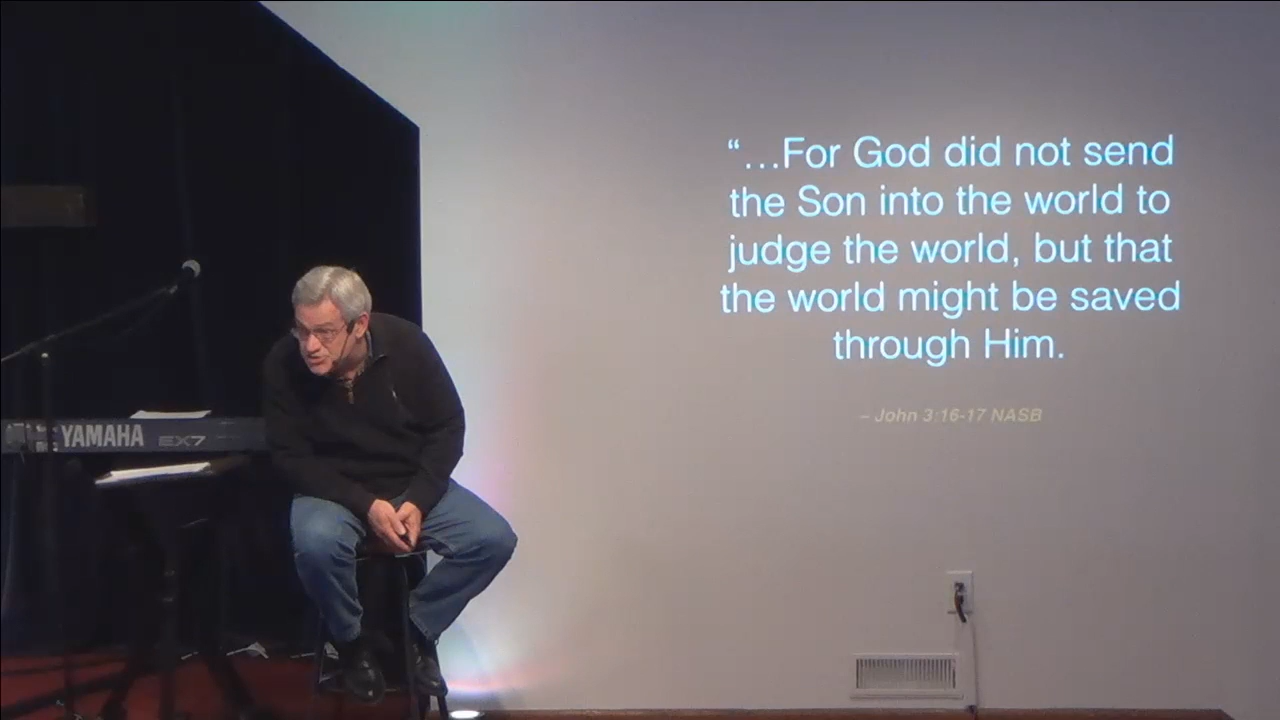 “…For God did not send
the Son into the world to
judge the world, but that
the world might be saved
through Him.
– John 3:16-17 NASB
YAMAHA EX7